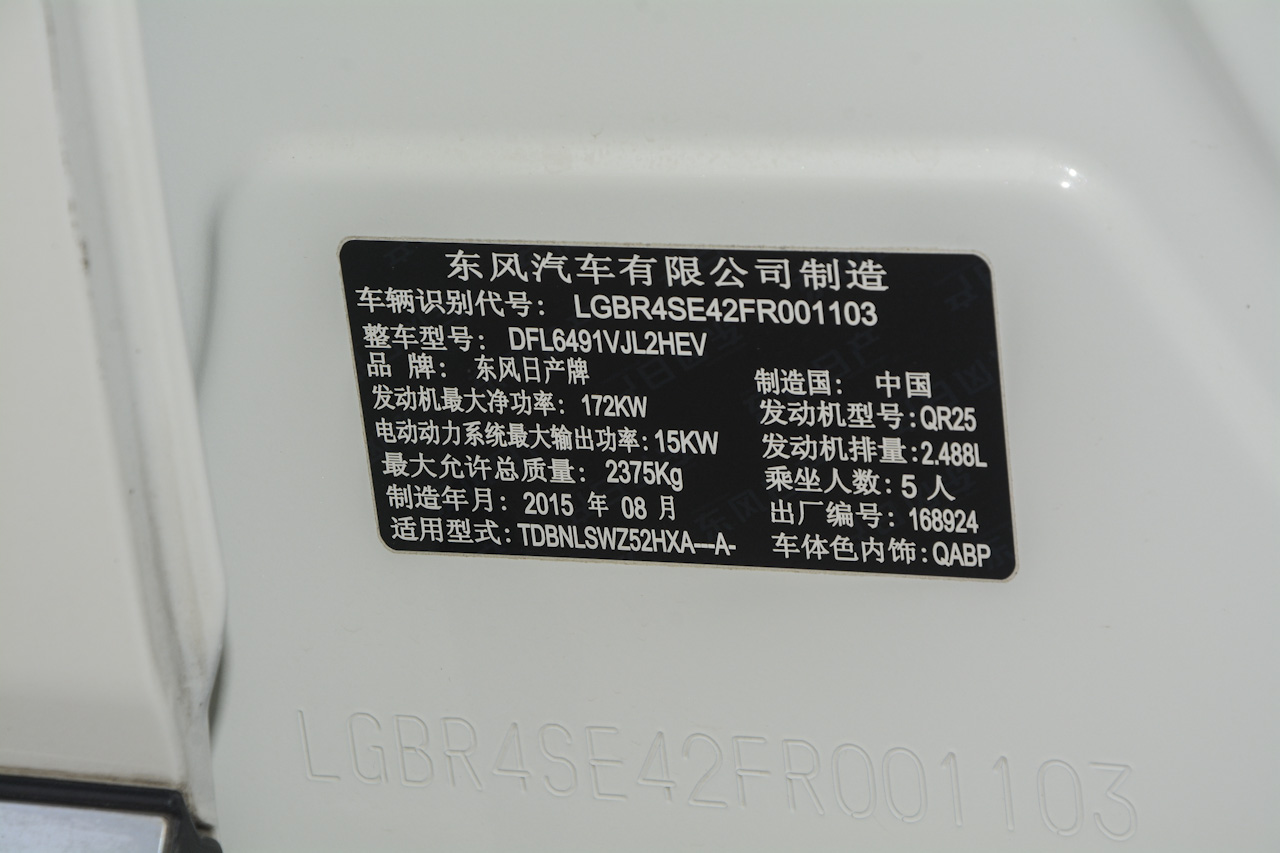 东风汽车有限公司制造
车辆识别代号: LGBR4SE42FR001103
整车型号: DFL6491VJL2HEV
品 牌: 东风日产牌 制造国: 中国
发动机最大净功率: 172KW 发动机型号:QR25
电动动力系统最大输出功率:15KW 发动机排量:2.488L
最大允许总质量: 2375Kg 乘坐人数:5 人
制造年月: 2015 年 08 月 出厂编号: 168924
适用型式:TDBNLSWZ52HXA---A- 车体色内饰:QABP
LGBR4SE42FR001103